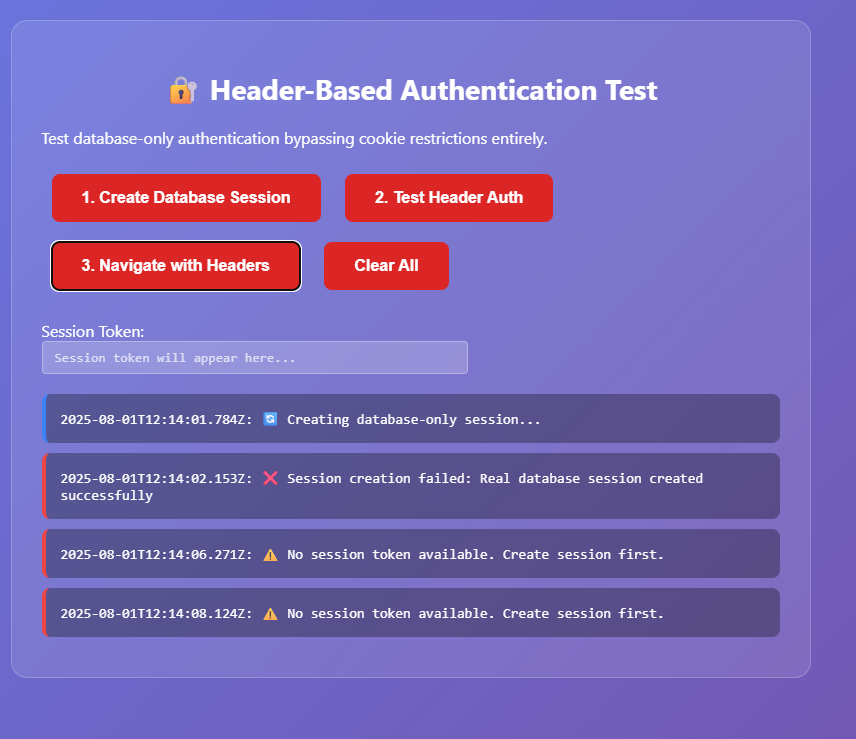 🔐 Header-Based Authentication Test
Test database-only authentication bypassing cookie restrictions entirely.
1. Create Database Session
2. Test Header Auth
3. Navigate with Headers
Clear All
Session Token:
Session token will appear here...
2025-08-01T12:14:01.784Z: 🔄 Creating database-only session...
2025-08-01T12:14:02.153Z: ❌ Session creation failed: Real database session created
successfully
2025-08-01T12:14:06.271Z: ⚠️ No session token available. Create session first.
2025-08-01T12:14:08.124Z: ⚠️ No session token available. Create session first.